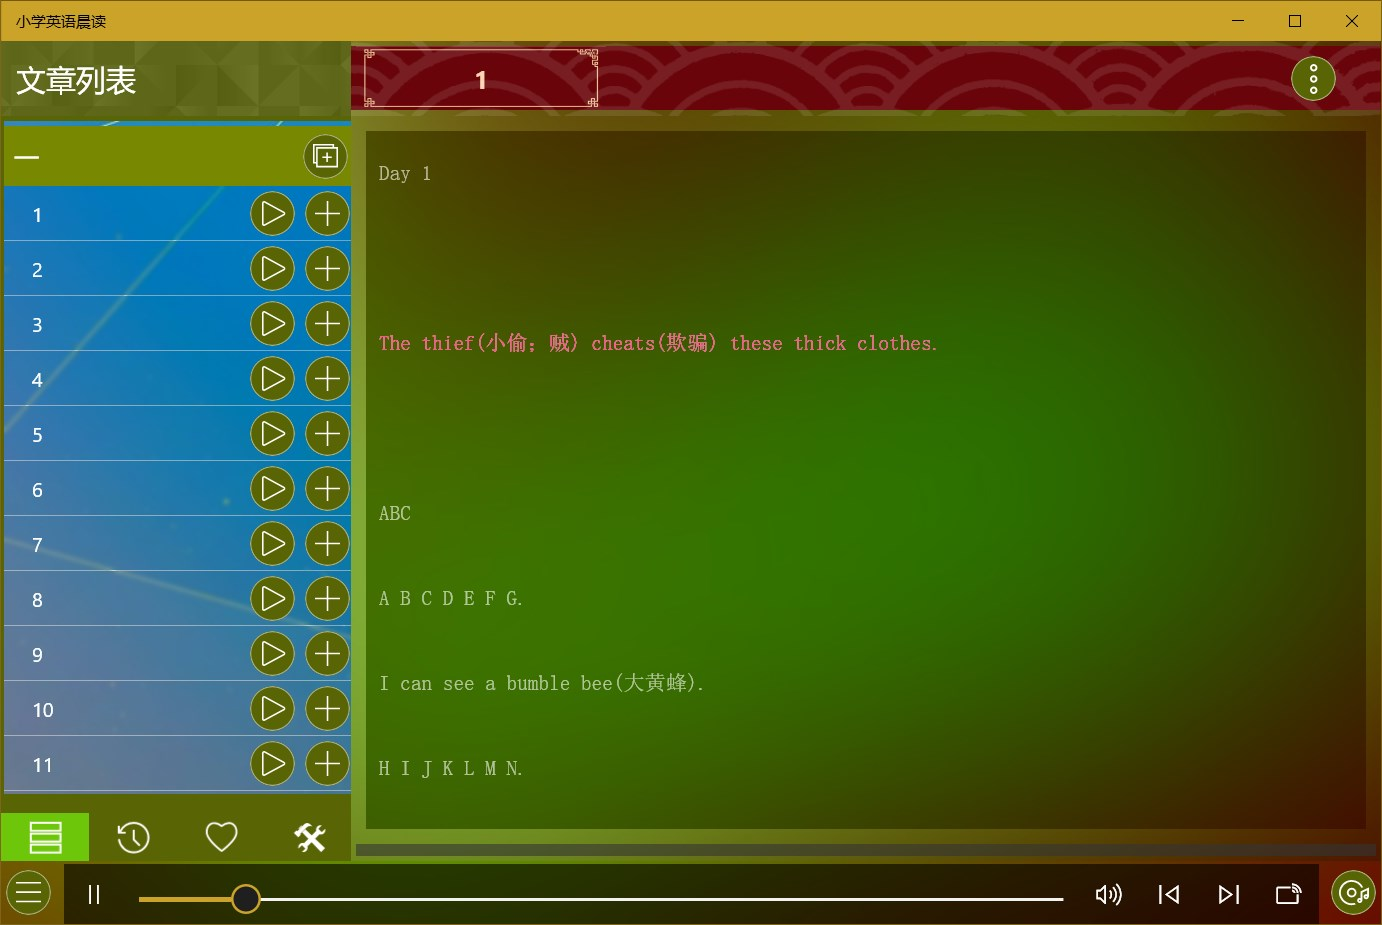 小学英语晨读
文章列表
1
1
2
3
4
5
6
7
8
9
10
11
Day 1
The thief(小偷；贼) cheats(欺骗) these thick clothes.
ABC
A B C D E F G.
I can see a bumble bee(大黄蜂).
H I J K L M N.